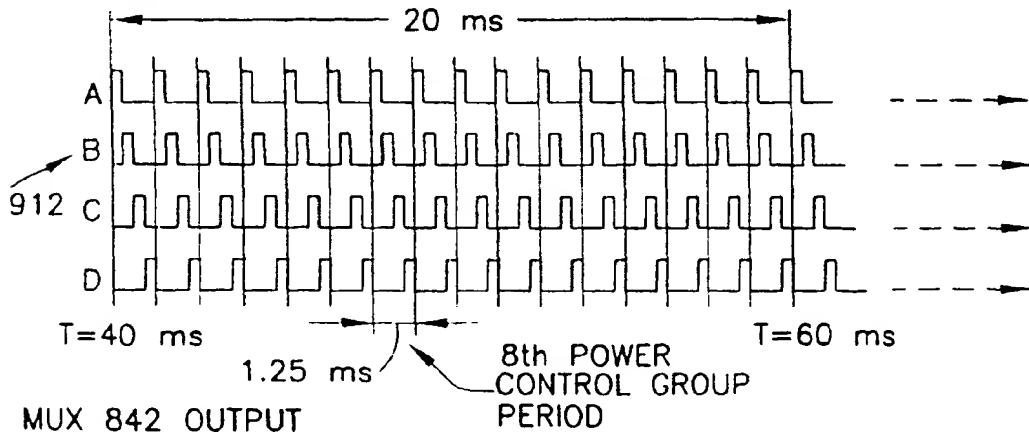 20 ms
A
B
912
C
D
T=40 ms
T=60 ms
1.25 ms
8th POWER
CONTROL GROUP
PERIOD
MUX 842 OUTPUT